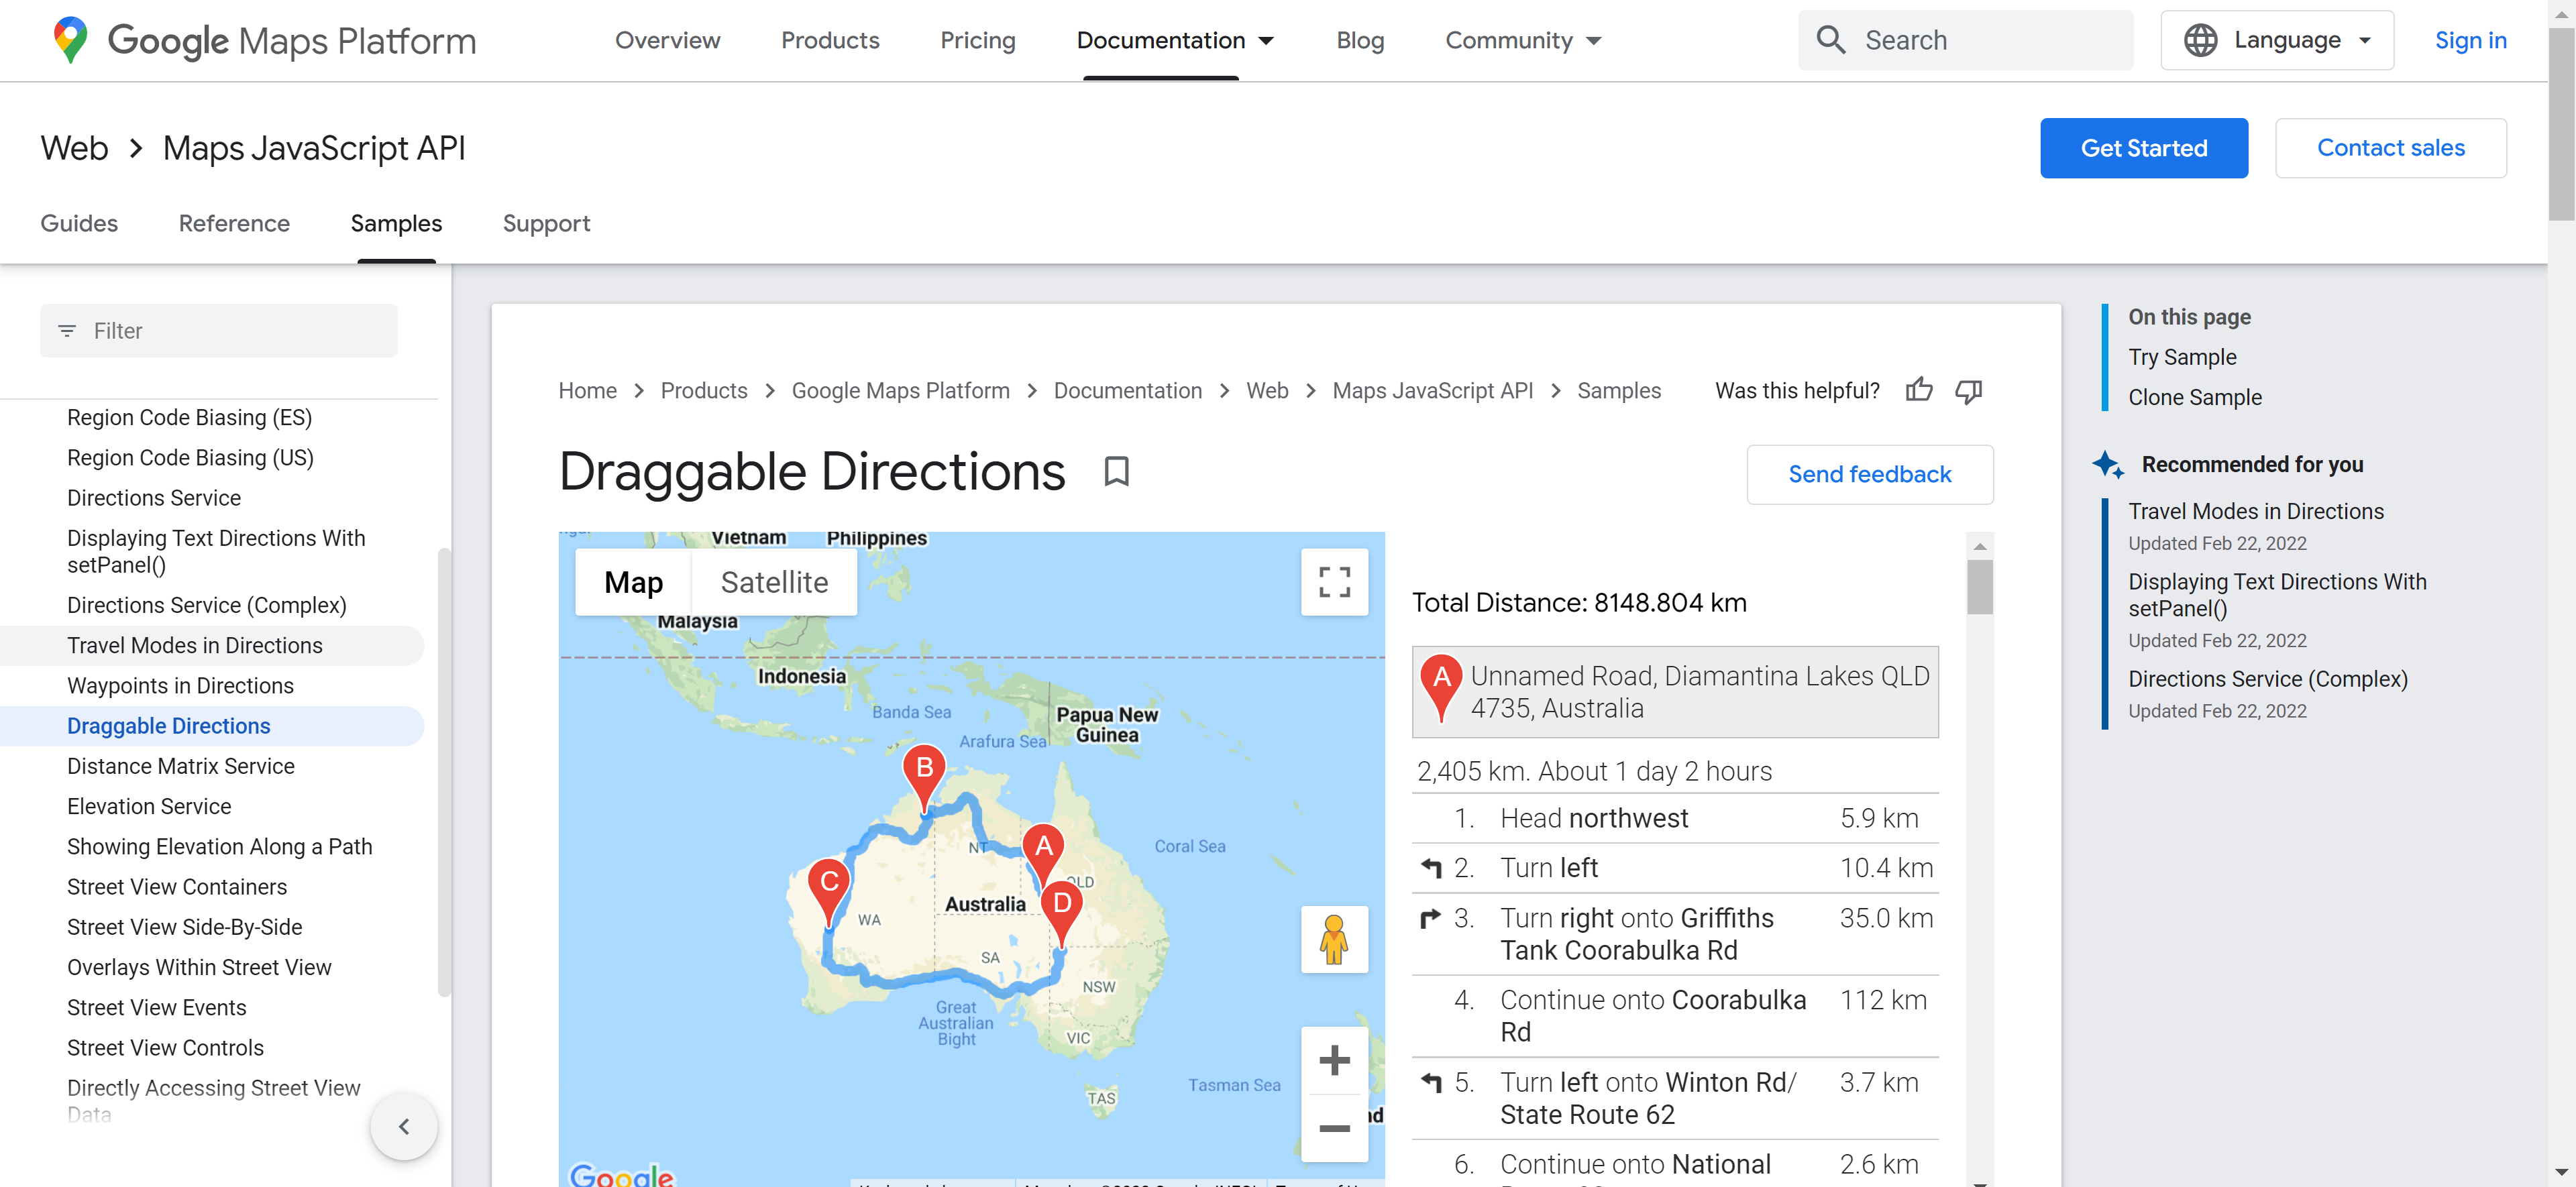 Google Maps Platform
Overview
Products
Pricing
Documentation
Blog
Community
Search
Language
Sign in
Web
Maps JavaScript API
Get Started
Contact sales
Guides
Reference
Samples
Support
Filter
Region Code Biasing (ES)
Region Code Biasing (US)
Directions Service
Displaying Text Directions With
setPanel()
Directions Service (Complex)
Travel Modes in Directions
Waypoints in Directions
Draggable Directions
Distance Matrix Service
Elevation Service
Showing Elevation Along a Path
Street View Containers
Street View Side-By-Side
Overlays Within Street View
Street View Events
Street View Controls
Directly Accessing Street View
Data
Home
Products
Google Maps Platform
Documentation
Web
Maps JavaScript API
Samples
Was this helpful?
Draggable Directions
Send feedback
Vietnam
Philippines
Map
Satellite
Malaysia
Indonesia
Banda Sea
Papua New
Guinea
Arafura Sea
B
NT
A
Coral Sea
C
QLD
D
Australia
WA
SA
NSW
Great
Australian
Bight
VIC
Tasman Sea
TAS
Google
Total Distance: 8148.804 km
A
Unnamed Road, Diamantina Lakes QLD
4735, Australia
2,405 km. About 1 day 2 hours
1. Head northwest 5.9 km
2. Turn left 10.4 km
3. Turn right onto Griffiths 35.0 km
Tank Coorabulka Rd
4. Continue onto Coorabulka 112 km
Rd
5. Turn left onto Winton Rd/ 3.7 km
State Route 62
6. Continue onto National 2.6 km
On this page
Try Sample
Clone Sample
Recommended for you
Travel Modes in Directions
Updated Feb 22, 2022
Displaying Text Directions With
setPanel()
Updated Feb 22, 2022
Directions Service (Complex)
Updated Feb 22, 2022